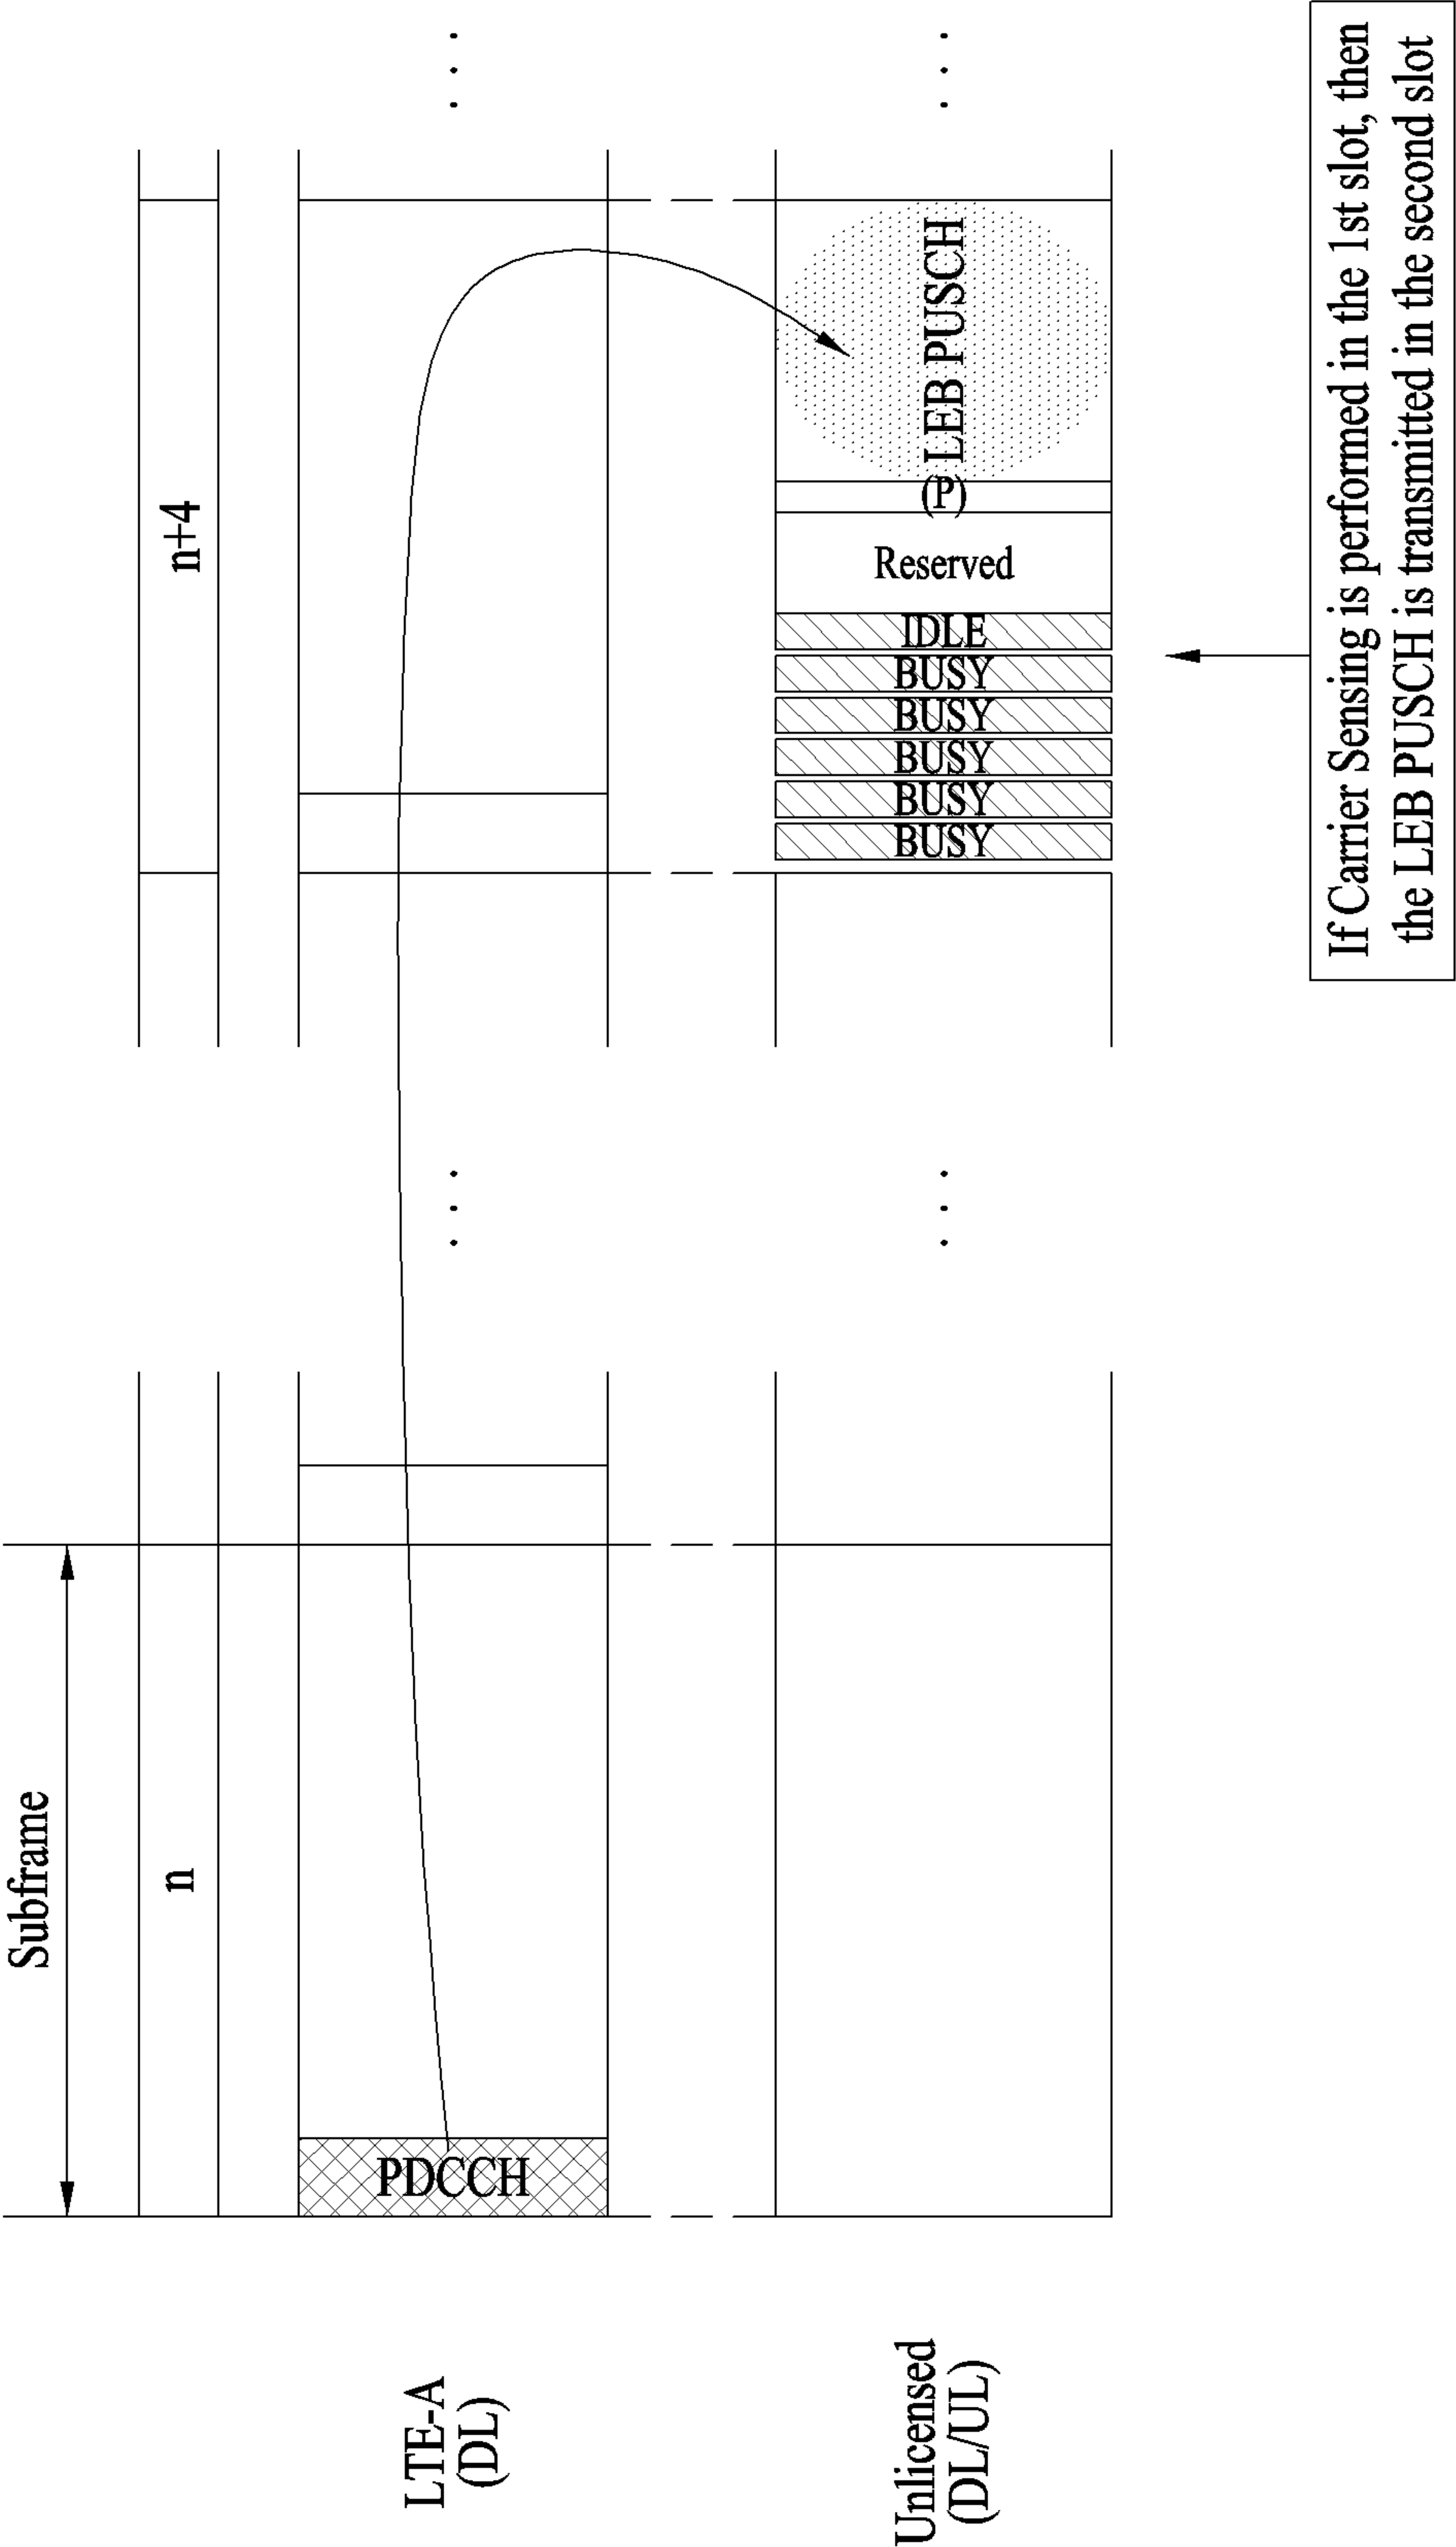 Subframe
n
n+4
LTE-A
(DL)
PDCCH
Unlicensed
(DL/UL)
BUSY
BUSY
BUSY
BUSY
BUSY
IDLE
Reserved
(P)
LEB PUSCH
If Carrier Sensing is performed in the 1st slot, then
the LEB PUSCH is transmitted in the second slot